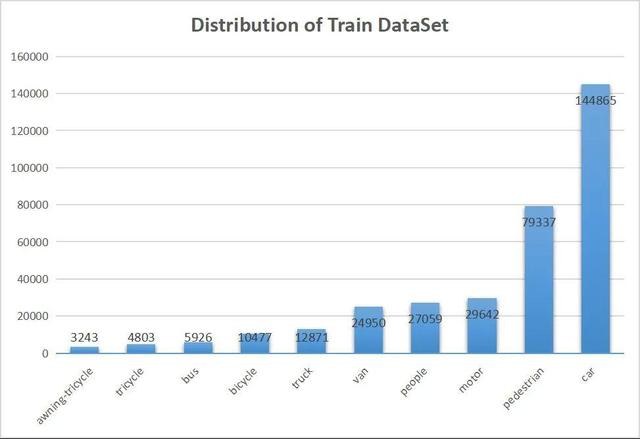 Distribution of Train DataSet
160000
140000
120000
100000
80000
60000
40000
20000
0
3243
4803
5926
10477
12871
24950
27059
29642
79337
144865
awning-tricycle
tricycle
bus
bicycle
truck
van
people
motor
pedestrian
car